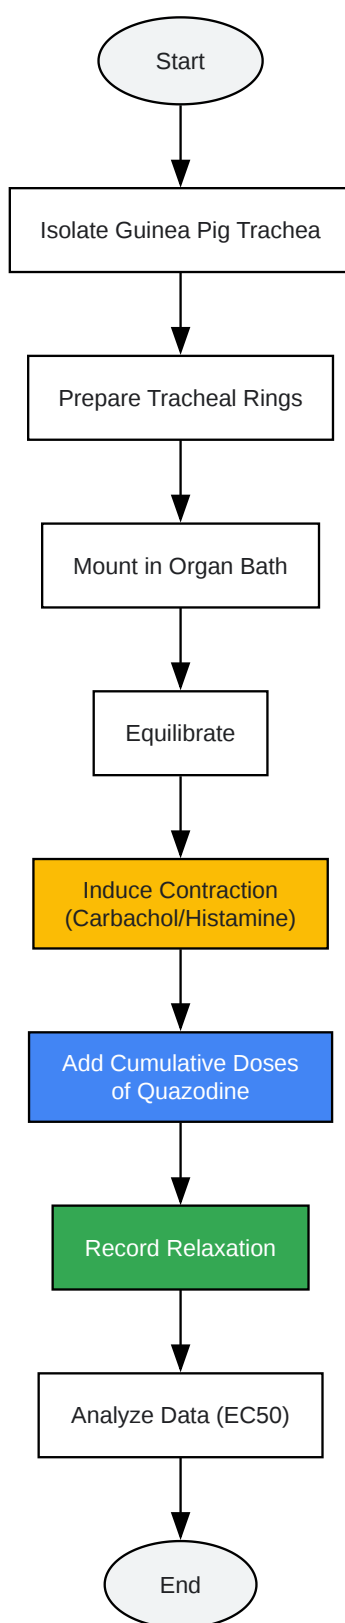 Start
Isolate Guinea Pig Trachea
Prepare Tracheal Rings
Mount in Organ Bath
Equilibrate
Induce Contraction
(Carbachol/Histamine)
Add Cumulative Doses
of Quazodine
Record Relaxation
Analyze Data (EC50)
End